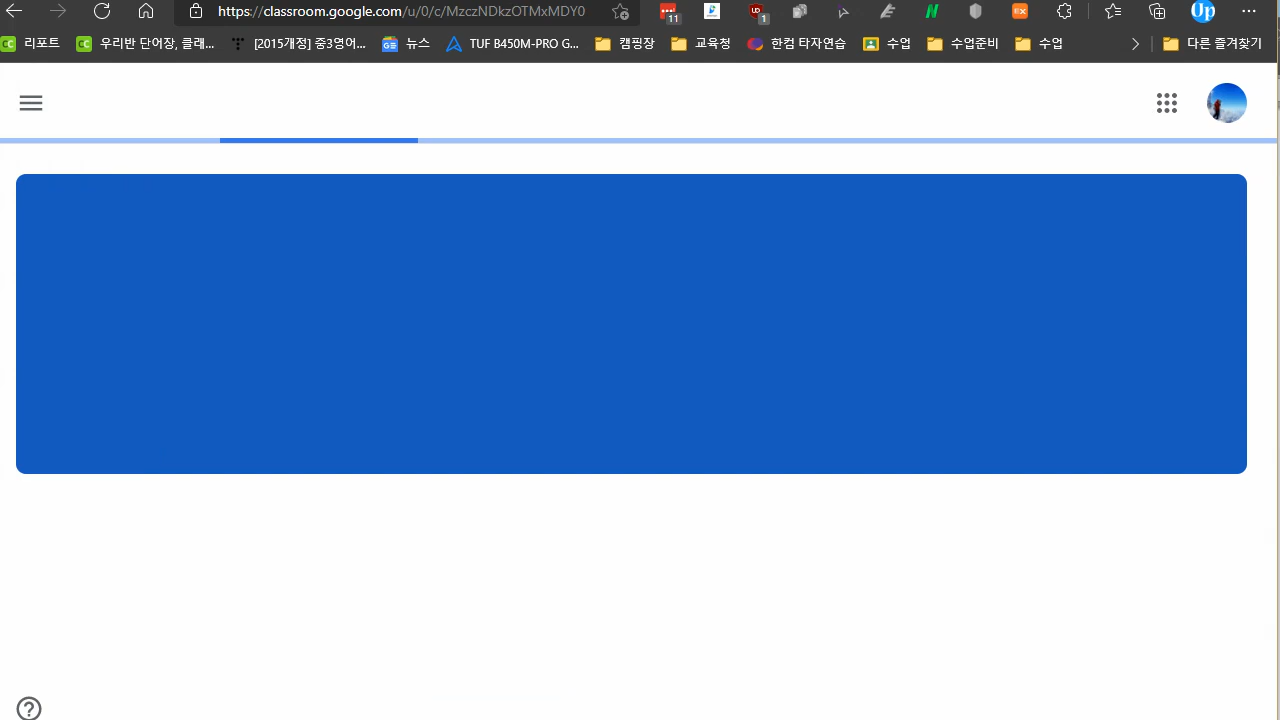 https://classroom.google.com/u/0/c/MzczNDkzOTMxMDY0
11
1
Up
리포트
우리반 단어장, 클래...
[2015개정] 중3영어...
뉴스
TUF B450M-PRO G...
캠핑장
교육청
한컴 타자연습
수업
수업준비
수업
다른 즐겨찾기